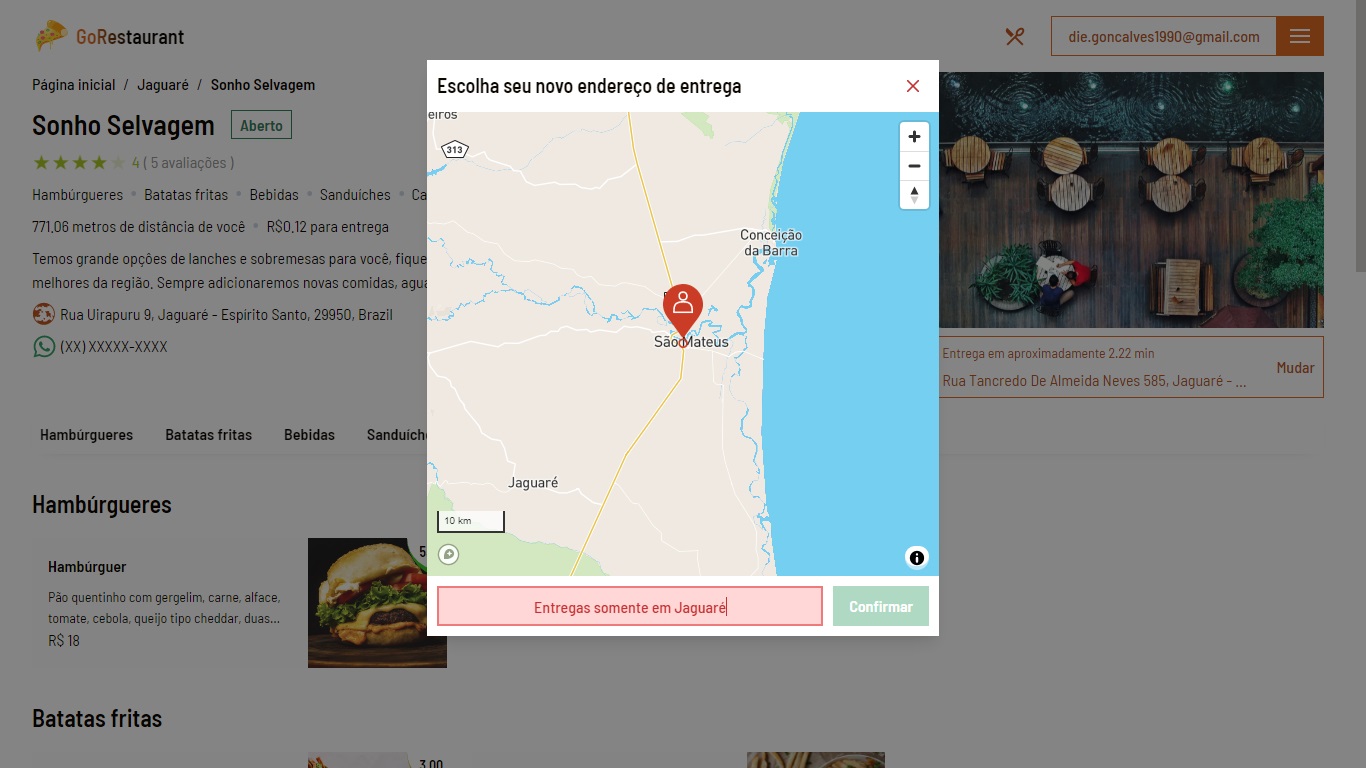 GoRestaurant
die.goncalves1990@gmail.com
Página inicial / Jaguaré / Sonho Selvagem
Sonho Selvagem
Aberto
4 ( 5 avaliações )
Hambúrgueres • Batatas fritas • Bebidas • Sanduíches • Ca
771,06 metros de distância de você • R$0,12 para entrega
Temos grande opções de lanches e sobremesas para você, fique
melhores da região. Sempre adicionaremos novas comidas, agua
Rua Uirapuru 9, Jaguaré - Espírito Santo, 29950, Brazil
(XX) XXXXX-XXXX
Entrega em aproximadamente 2.22 min
Rua Tancredo De Almeida Neves 585, Jaguaré - ...
Mudar
Hambúrgueres
Batatas fritas
Bebidas
Sanduíche
Hambúrgueres
Hambúrguer
Pão quentinho com gergelim, carne, alface,
tomate, cebola, queijo tipo cheddar, duas...
R$ 18
5
Batatas fritas
3,00
Escolha seu novo endereço de entrega
eiros
313
Conceição
da Barra
São Mateus
Jaguaré
10 km
Entregas somente em Jaguaré
Confirmar